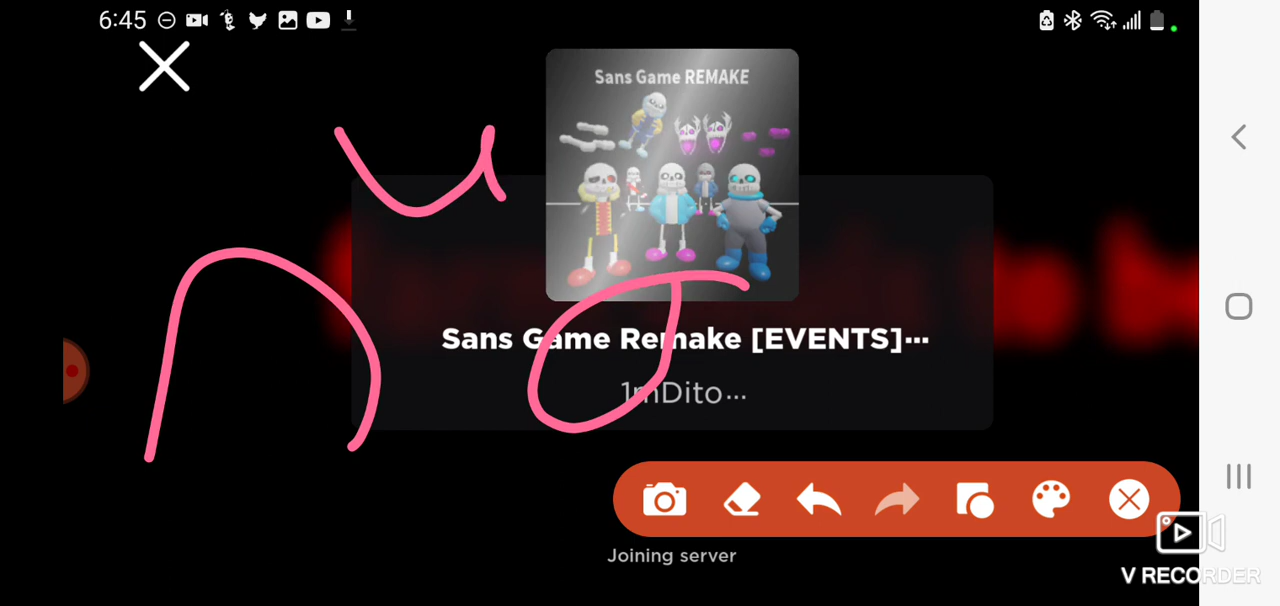 6:45
Sans Game REMAKE
Sans Game Remake [EVENTS]...
1mDito...
Joining server
V RECORDER